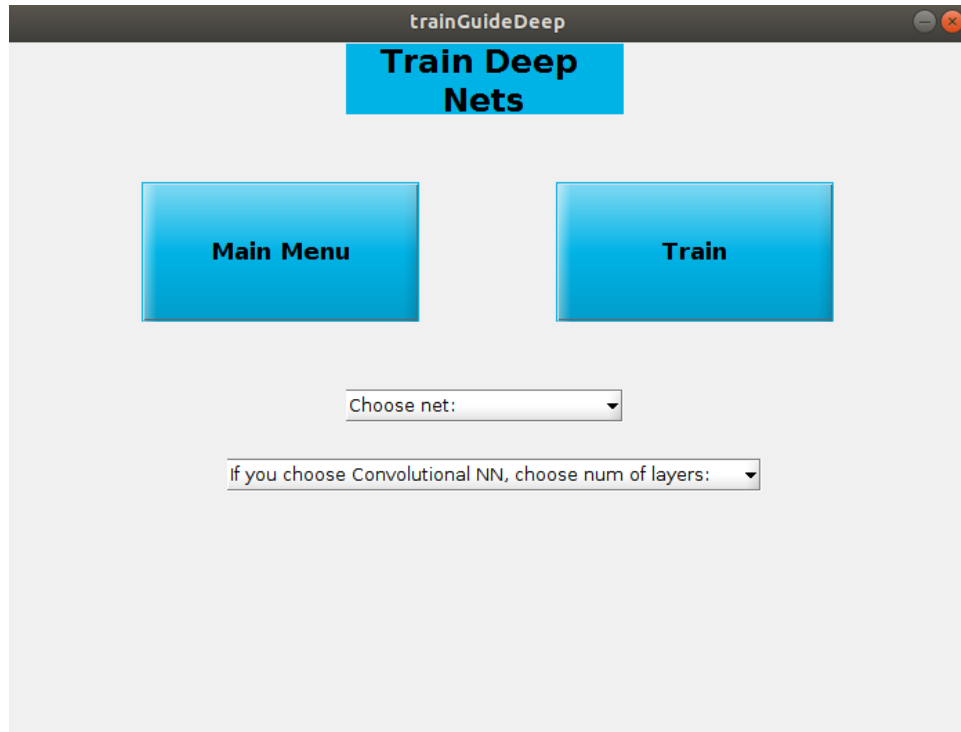 trainGuideDeep
Train Deep
Nets
Main Menu
Train
Choose net:
If you choose Convolutional NN, choose num of layers: